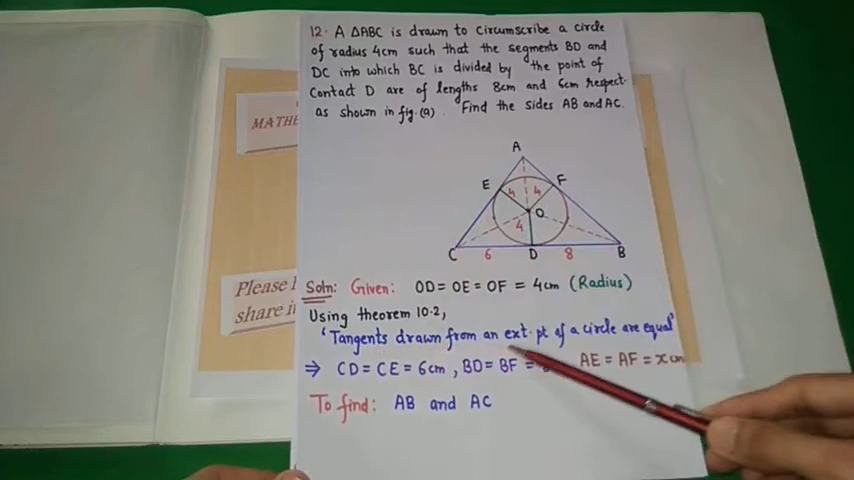 12. A ΔABC is drawn to circumscribe a circle
of radius 4cm such that the segments BD and
DC into which BC is divided by the point of
Contact D are of lengths 8cm and 6cm respect.
as shown in fig.(a). Find the sides AB and AC.
MATHE
A
E
F
4 4
O
4
C 6 D 8 B
Please
share i
Soln: Given: OD = OE = OF = 4cm (Radius)
Using theorem 10.2,
'Tangents drawn from an ext. pt of a circle are equal'
⇒ CD = CE = 6cm, BD = BF = AE = AF = x cm
To find: AB and AC